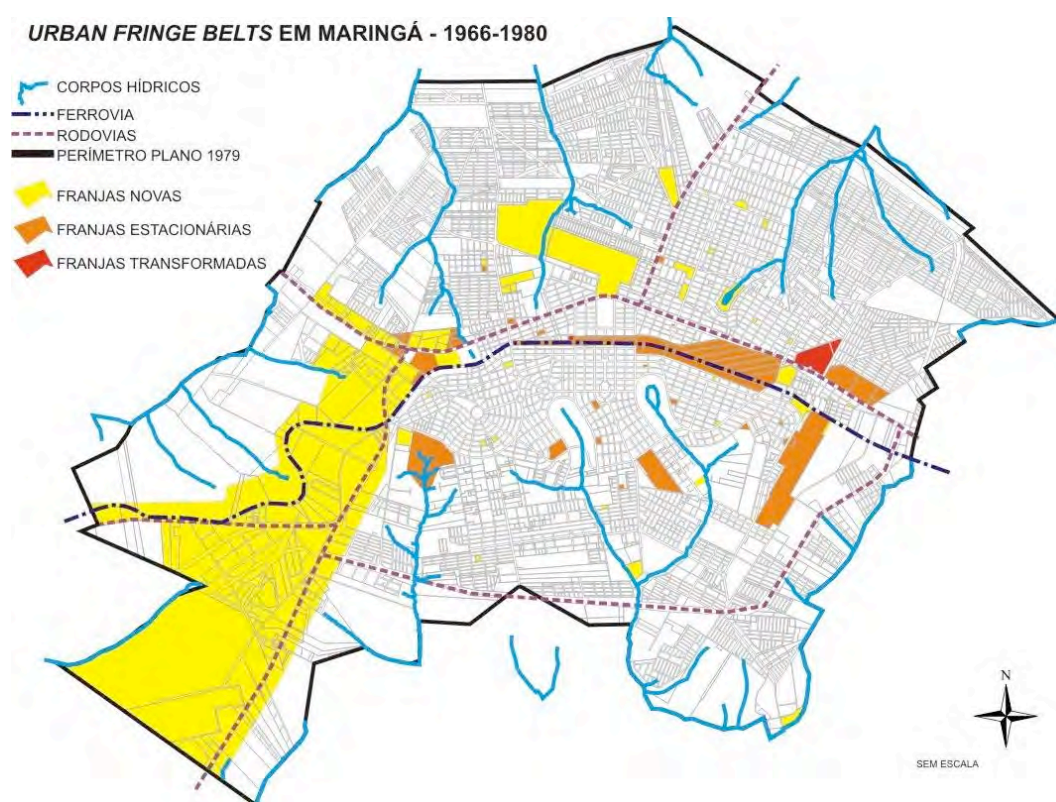 URBAN FRINGE BELTS EM MARINGÁ - 1966-1980
CORPOS HÍDRICOS
FERROVIA
RODOVIAS
PERÍMETRO PLANO 1979
FRANJAS NOVAS
FRANJAS ESTACIONÁRIAS
FRANJAS TRANSFORMADAS
N
SEM ESCALA